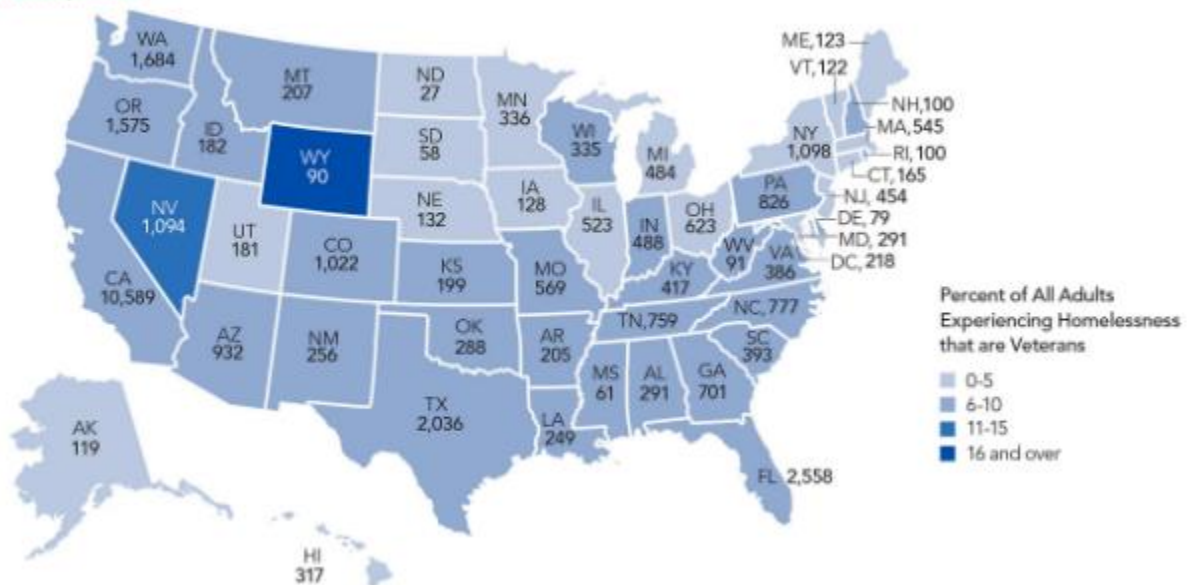 WA
1,684
OR
1,575
CA
10,589
ID
182
NV
1,094
MT
207
WY
90
UT
181
AZ
932
CO
1,022
NM
256
ND
27
SD
58
NE
132
KS
199
OK
288
TX
2,036
MN
336
IA
128
MO
569
AR
205
LA
249
WI
335
IL
523
MI
484
IN
488
OH
623
KY
417
TN, 759
MS
61
AL
291
GA
701
FL 2,558
SC
393
NC, 777
VA
386
WV
91
PA
826
NY
1,098
ME, 123
VT, 122
NH, 100
MA, 545
RI, 100
CT, 165
NJ, 454
DE, 79
MD, 291
DC, 218
AK
119
HI
317
Percent of All Adults
Experiencing Homelessness
that are Veterans
0-5
6-10
11-15
16 and over